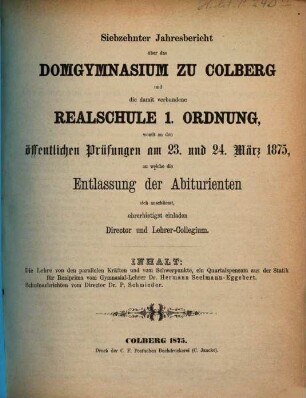 Siebzehnter Jahresbericht
über das
DOMGYMNASIUM ZU COLBERG
und
die damit verbundene
REALSCHULE 1. ORDNUNG,
womit zu den
öffentlichen Prüfungen am 23. und 24. März 1875,
an welche die
Entlassung der Abiturienten
sich anschliesst,
ehrerbietigst einladen
Director und Lehrer-Collegium.
INHALT:
Die Lehre von den parallelen Kräften und vom Schwerpunkte, ein Quartalspensum aus der Statik
für Realprima vom Gymnasial-Lehrer Dr. Hermann Seelmann-Eggebert.
Schulnachrichten vom Director Dr. P. Schmieder.
COLBERG 1875.
Druck der C. F. Post'schen Buchdruckerei (C. Jancke).